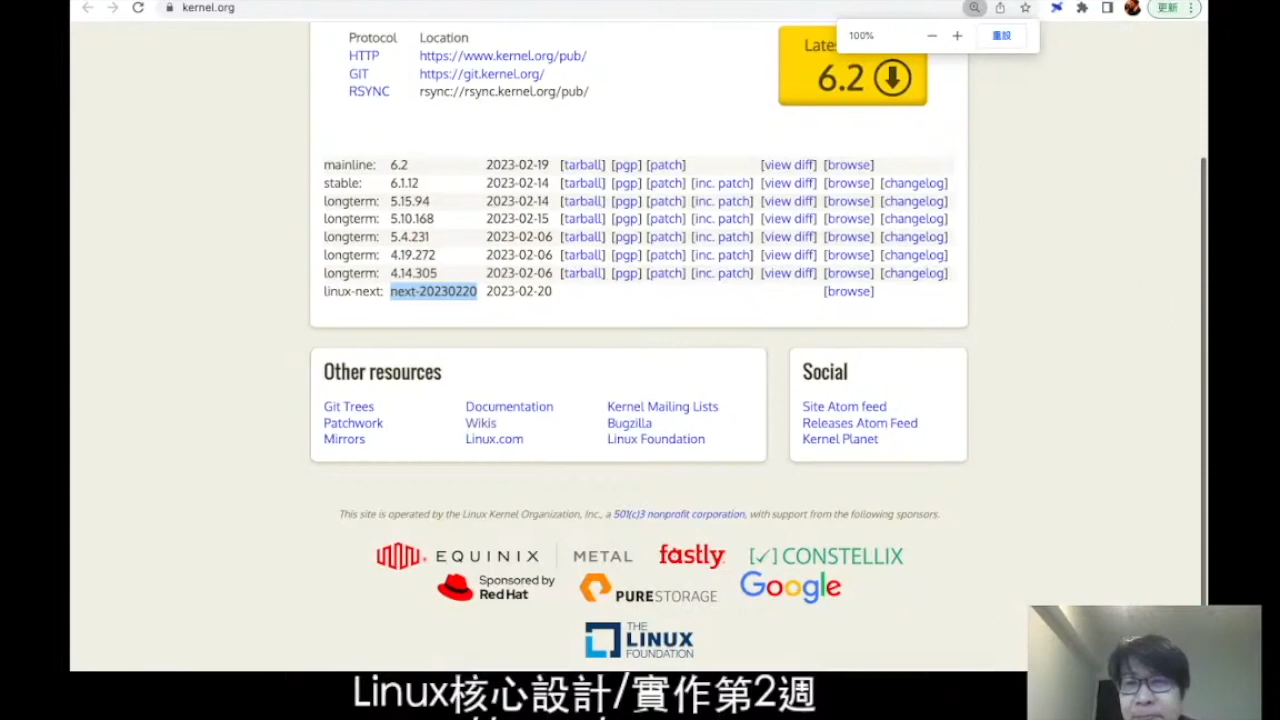 kernel.org
更新
100%
重設
Protocol Location
HTTP https://www.kernel.org/pub/
GIT https://git.kernel.org/
RSYNC rsync://rsync.kernel.org/pub/
Late
6.2
mainline: 6.2 2023-02-19 [tarball] [pgp] [patch] [view diff] [browse]
stable: 6.1.12 2023-02-14 [tarball] [pgp] [patch] [inc. patch] [view diff] [browse] [changelog]
longterm: 5.15.94 2023-02-14 [tarball] [pgp] [patch] [inc. patch] [view diff] [browse] [changelog]
longterm: 5.10.168 2023-02-15 [tarball] [pgp] [patch] [inc. patch] [view diff] [browse] [changelog]
longterm: 5.4.231 2023-02-06 [tarball] [pgp] [patch] [inc. patch] [view diff] [browse] [changelog]
longterm: 4.19.272 2023-02-06 [tarball] [pgp] [patch] [inc. patch] [view diff] [browse] [changelog]
longterm: 4.14.305 2023-02-06 [tarball] [pgp] [patch] [inc. patch] [view diff] [browse] [changelog]
linux-next: next-20230220 2023-02-20 [browse]
Other resources
Git Trees Documentation Kernel Mailing Lists
Patchwork Wikis Bugzilla
Mirrors Linux.com Linux Foundation
Social
Site Atom feed
Releases Atom Feed
Kernel Planet
This site is operated by the Linux Kernel Organization, Inc., a 501(c)3 nonprofit corporation, with support from the following sponsors.
EQUINIX METAL fastly CONSTELLIX
Sponsored by
Red Hat
PURESTORAGE Google
THE
LINUX
FOUNDATION
Linux核心設計/實作第2週